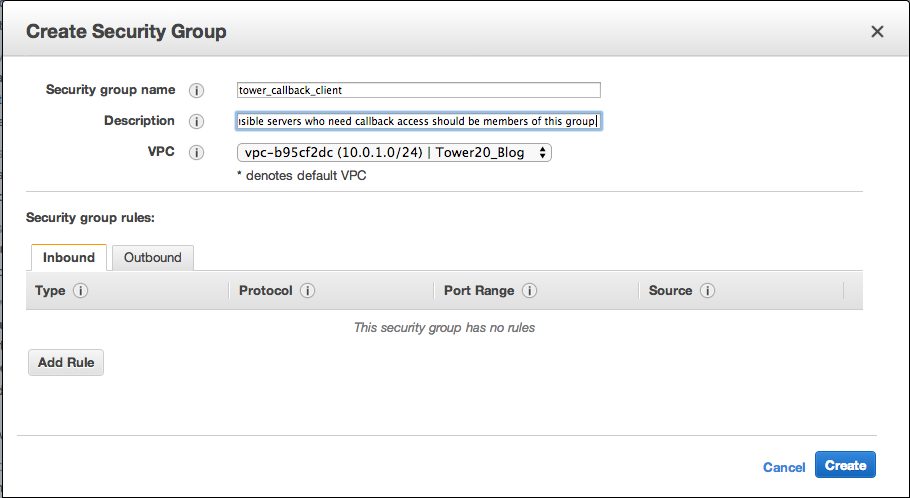 Create Security Group
Security group name
tower_callback_client
Description
servers who need callback access should be members of this group
VPC
vpc-b95cf2dc (10.0.1.0/24) | Tower20_Blog
* denotes default VPC
Security group rules:
Inbound Outbound
Type Protocol Port Range Source
This security group has no rules
Add Rule
Cancel Create